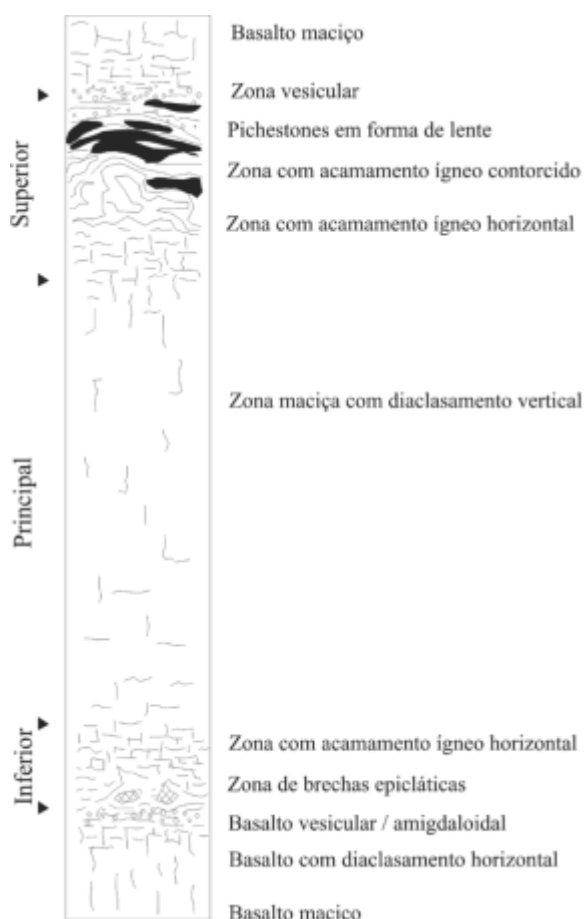 Basalto maciço
Zona vesicular
Pichestones em forma de lente
Zona com acamamento ígneo contorcido
Zona com acamamento ígneo horizontal
Superior
Zona maciça com diaclasamento vertical
Principal
Zona com acamamento ígneo horizontal
Inferior
Zona de brechas epicláticas
Basalto vesicular / amigdaloidal
Basalto com diaclasamento horizontal
Basalto maciço